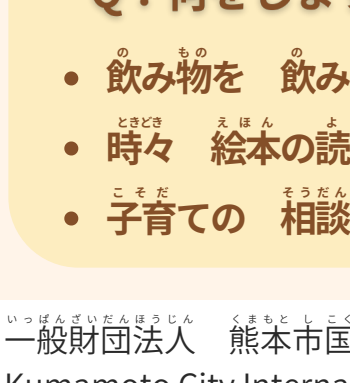 Q：何をしま
飲み物を　飲み
時々　絵本の読
子育ての　相談
一般財団法人　熊本市国
Kumamoto City Interna